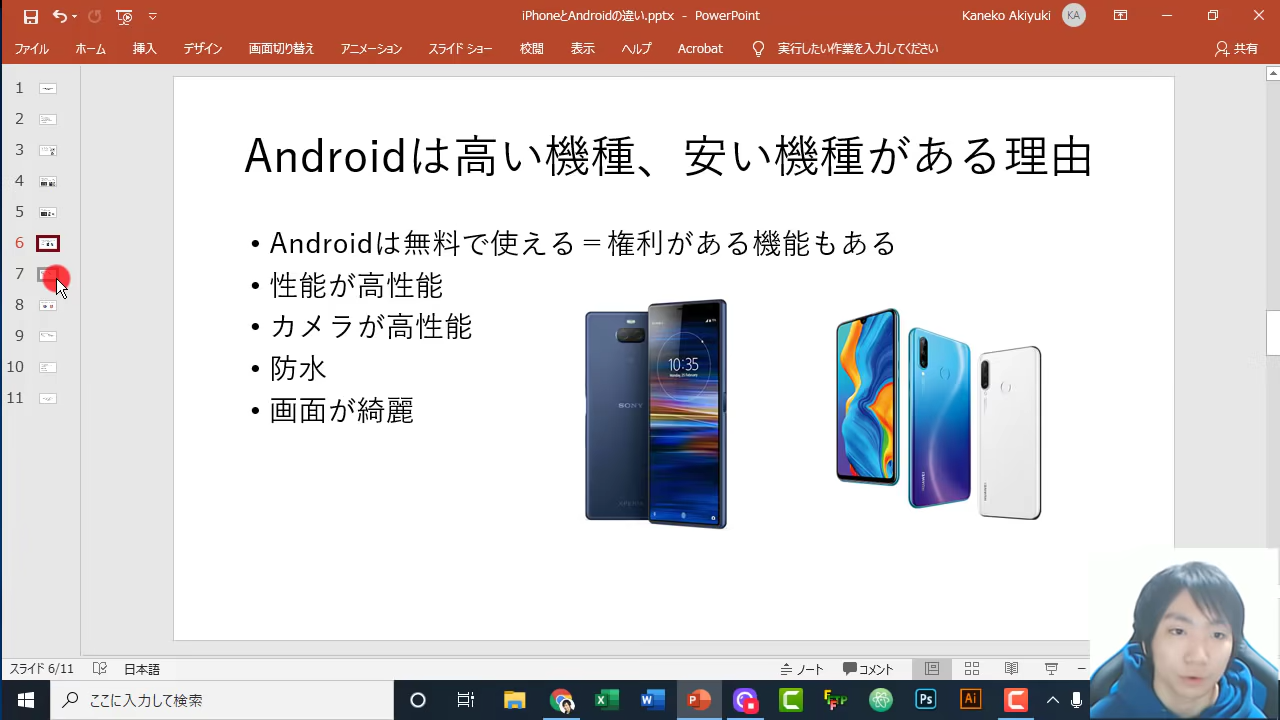 iPhoneとAndroidの違い.pptx - PowerPoint
Kaneko Akiyuki
KA
ファイル ホーム 挿入 デザイン 画面切り替え アニメーション スライド ショー 校閲 表示 ヘルプ Acrobat 実行したい作業を入力してください 共有
1
2
3
4
5
6
7
8
9
10
11
Androidは高い機種、安い機種がある理由
• Androidは無料で使える＝権利がある機能もある
• 性能が高性能
• カメラが高性能
• 防水
• 画面が綺麗
10:35
SONY
XPERIA
HUAWEI
スライド 6/11 日本語 ノート コメント
ここに入力して検索
FTP
Ps
Ai